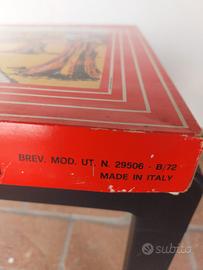 BREV. MOD. UT. N. 29506 - B/72
MADE IN ITALY
subito